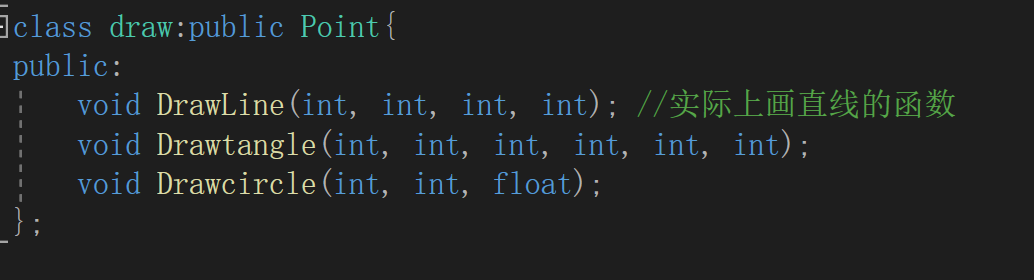 class draw:public Point{
public:
    void DrawLine(int, int, int, int); //实际上画直线的函数
    void Drawtangle(int, int, int, int, int, int);
    void Drawcircle(int, int, float);
};